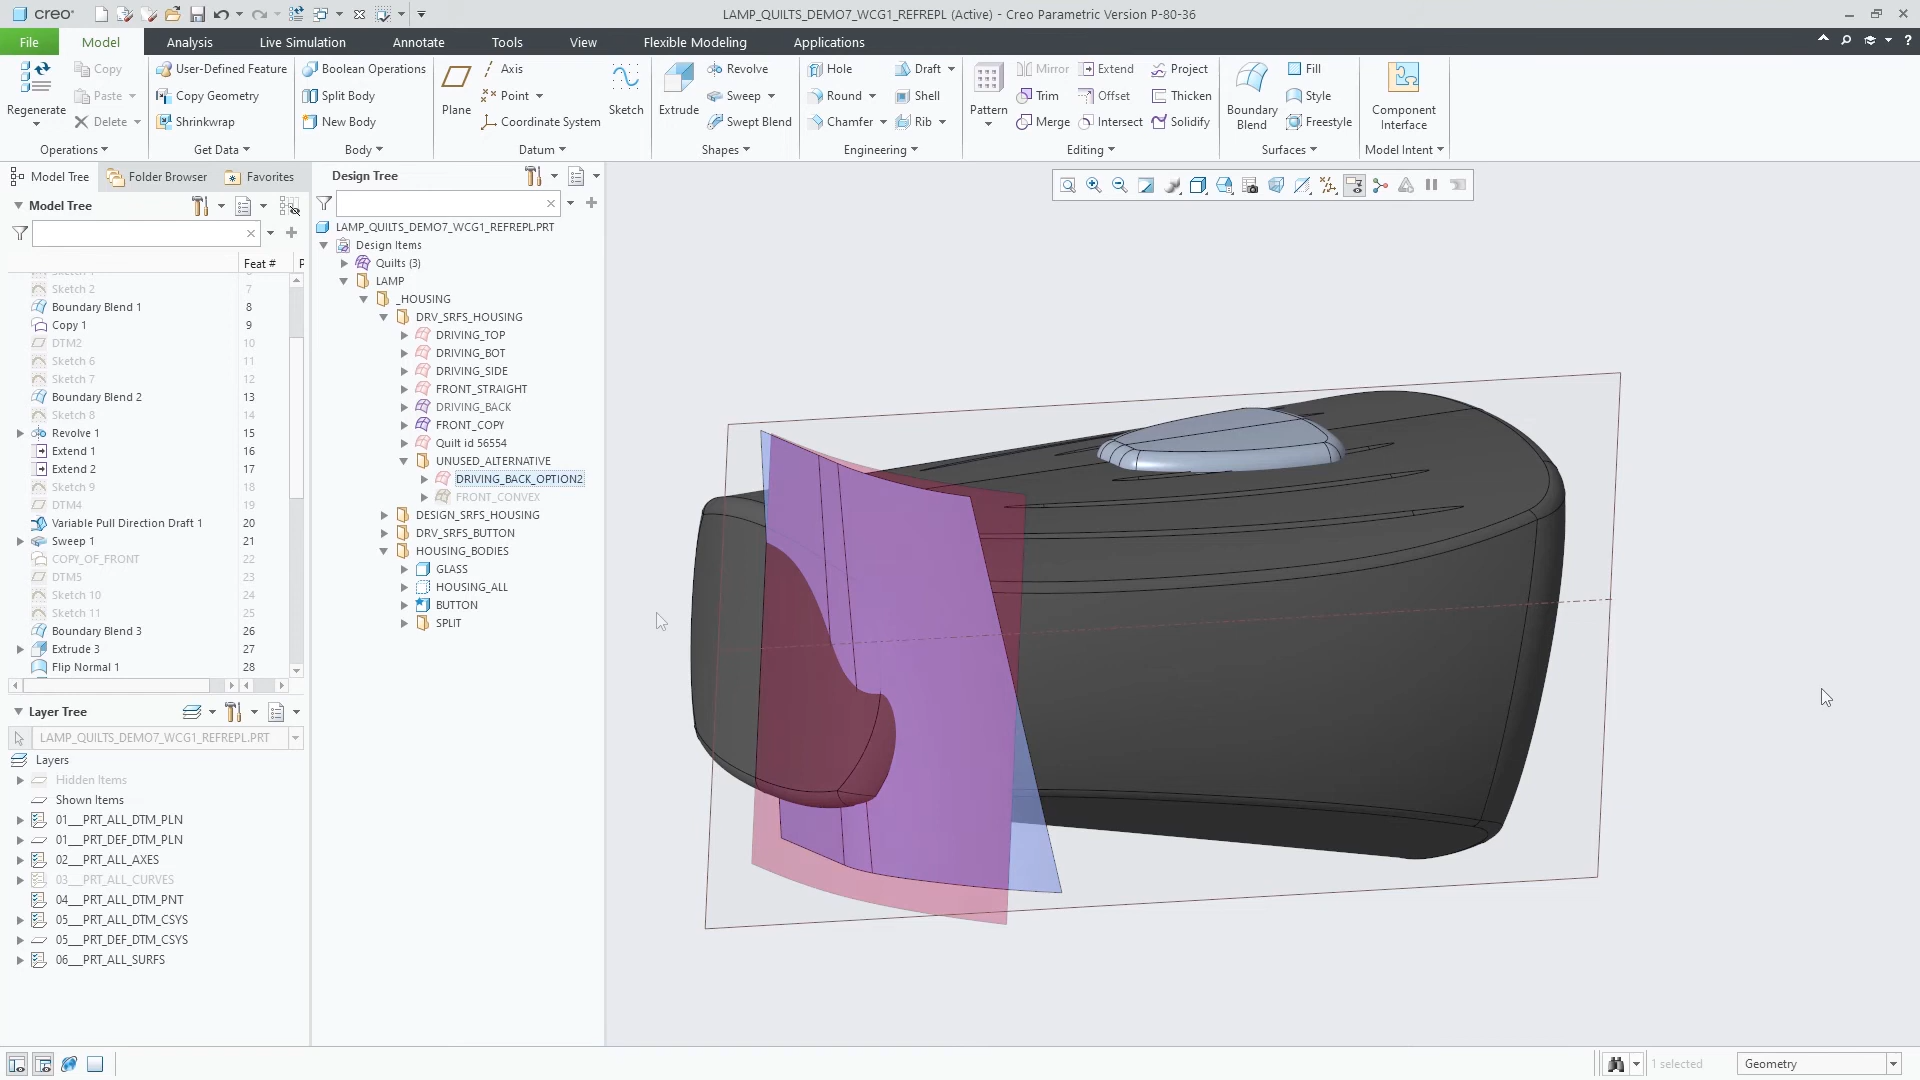 creo
LAMP_QUILTS_DEMO7_WCG1_REFREPL (Active) - Creo Parametric Version P-80-36
File
Model
Analysis
Live Simulation
Annotate
Tools
View
Flexible Modeling
Applications
Regenerate
Copy
Paste
Delete
Operations
User-Defined Feature
Copy Geometry
Shrinkwrap
Get Data
Boolean Operations
Split Body
New Body
Body
Plane
Axis
Point
Coordinate System
Sketch
Datum
Extrude
Revolve
Sweep
Swept Blend
Shapes
Hole
Round
Chamfer
Draft
Shell
Rib
Engineering
Pattern
Mirror
Trim
Merge
Extend
Offset
Intersect
Project
Thicken
Solidify
Editing
Boundary Blend
Fill
Style
Freestyle
Surfaces
Component Interface
Model Intent
Model Tree
Folder Browser
Favorites
Model Tree
Feat #
P
Sketch 2 7
Boundary Blend 1 8
Copy 1 9
DTM2 10
Sketch 6 11
Sketch 7 12
Boundary Blend 2 13
Sketch 8 14
Revolve 1 15
Extend 1 16
Extend 2 17
Sketch 9 18
DTM4 19
Variable Pull Direction Draft 1 20
Sweep 1 21
COPY_OF_FRONT 22
DTM5 23
Sketch 10 24
Sketch 11 25
Boundary Blend 3 26
Extrude 3 27
Flip Normal 1 28
Layer Tree
LAMP_QUILTS_DEMO7_WCG1_REFREPL.PRT
Layers
Hidden Items
Shown Items
01___PRT_ALL_DTM_PLN
01___PRT_DEF_DTM_PLN
02___PRT_ALL_AXES
03___PRT_ALL_CURVES
04___PRT_ALL_DTM_PNT
05___PRT_ALL_DTM_CSYS
05___PRT_DEF_DTM_CSYS
06___PRT_ALL_SURFS
Design Tree
LAMP_QUILTS_DEMO7_WCG1_REFREPL.PRT
Design Items
Quilts (3)
LAMP
_HOUSING
DRV_SRFS_HOUSING
DRIVING_TOP
DRIVING_BOT
DRIVING_SIDE
FRONT_STRAIGHT
DRIVING_BACK
FRONT_COPY
Quilt id 56554
UNUSED_ALTERNATIVE
DRIVING_BACK_OPTION2
FRONT_CONVEX
DESIGN_SRFS_HOUSING
DRV_SRFS_BUTTON
HOUSING_BODIES
GLASS
HOUSING_ALL
BUTTON
SPLIT
1 selected
Geometry